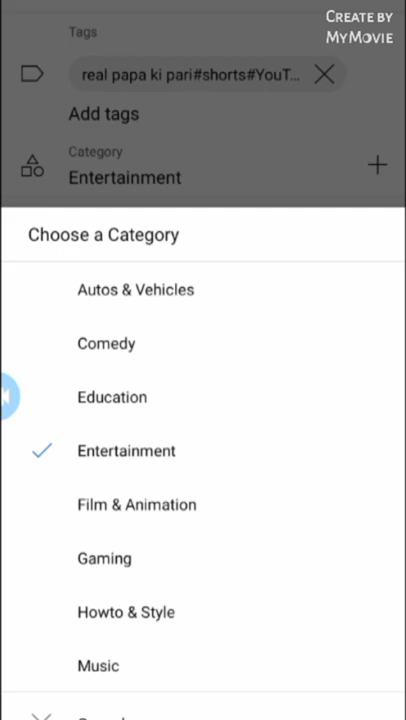 CREATE BY
MYMOVIE
Tags
real papa ki pari#shorts#YouT...
Add tags
Category
Entertainment
Choose a Category
Autos & Vehicles
Comedy
Education
Entertainment
Film & Animation
Gaming
Howto & Style
Music